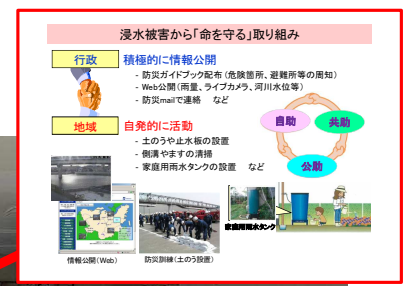 浸水被害から「命を守る」取り組み
行政 積極的に情報公開
- 防災ガイドブック配布(危険箇所、避難所等の周知)
- Web公開(雨量、ライブカメラ、河川水位等)
- 防災mailで連絡 など
地域 自発的に活動
- 土のうや止水板の設置
- 側溝やますの清掃
- 家庭用雨水タンクの設置 など
自助
共助
公助
家庭用雨水タンク
情報公開(Web)
防災訓練(土のう設置)